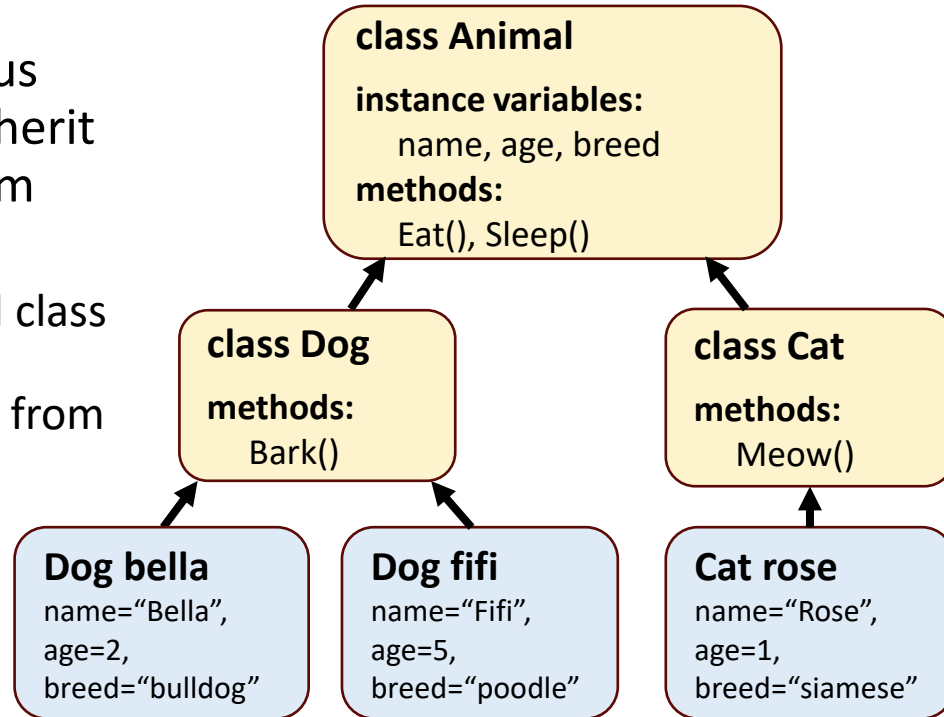 us
herit
m
class
from
class Animal
instance variables:
name, age, breed
methods:
Eat(), Sleep()
class Dog
methods:
Bark()
class Cat
methods:
Meow()
Dog bella
name=“Bella”,
age=2,
breed=“bulldog”
Dog fifi
name=“Fifi”,
age=5,
breed=“poodle”
Cat rose
name=“Rose”,
age=1,
breed=“siamese”